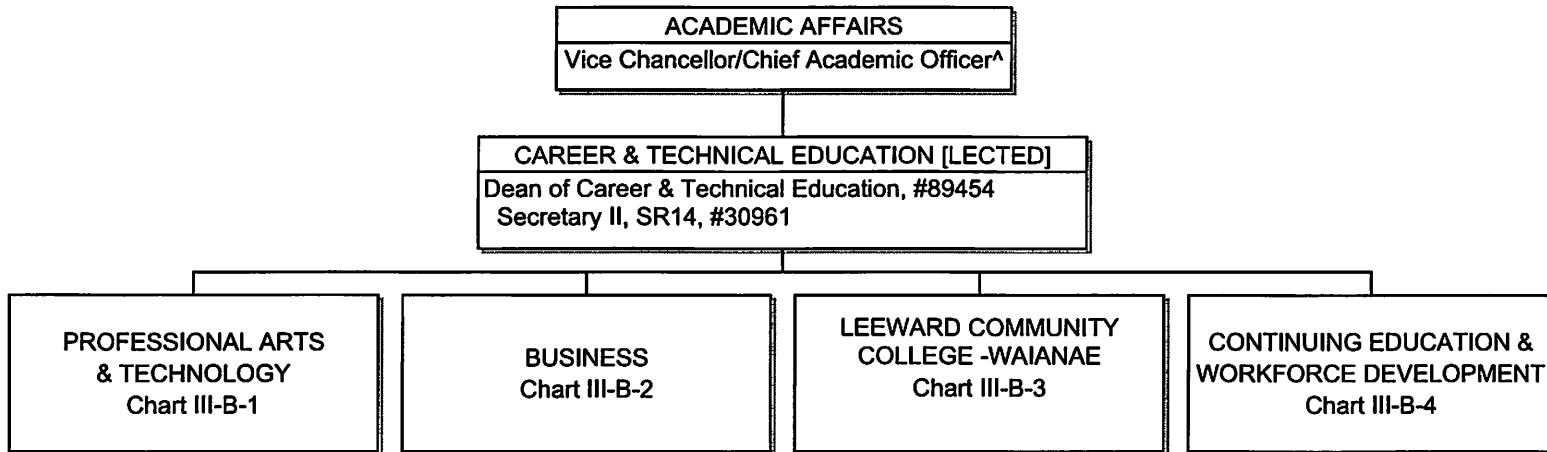 ACADEMIC AFFAIRS
Vice Chancellor/Chief Academic Officer^
CAREER & TECHNICAL EDUCATION [LECTED]
Dean of Career & Technical Education, #89454
Secretary II, SR14, #30961
PROFESSIONAL ARTS
& TECHNOLOGY
Chart III-B-1
BUSINESS
Chart III-B-2
LEEWARD COMMUNITY
COLLEGE -WAIANAE
Chart III-B-3
CONTINUING EDUCATION &
WORKFORCE DEVELOPMENT
Chart III-B-4